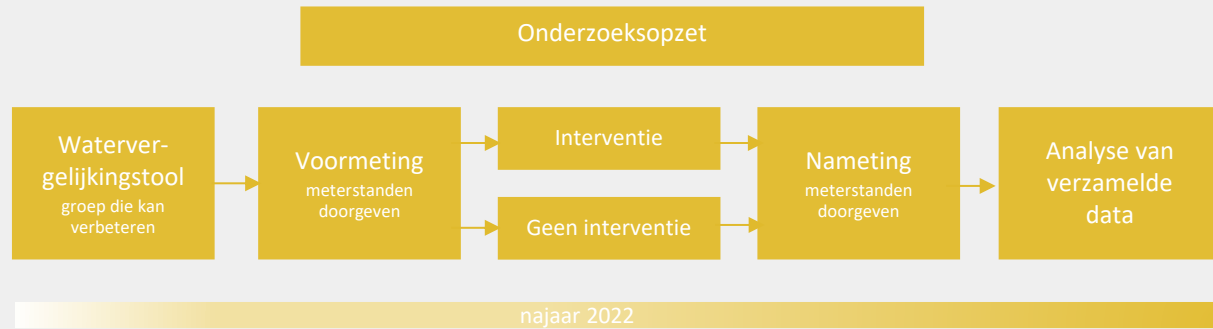 Onderzoeksopzet
Waterver-
gelijkingstool
groep die kan
verbeteren
Voormeting
meterstanden
doorgeven
Interventie
Geen interventie
Nameting
meterstanden
doorgeven
Analyse van
verzamelde
data
najaar 2022